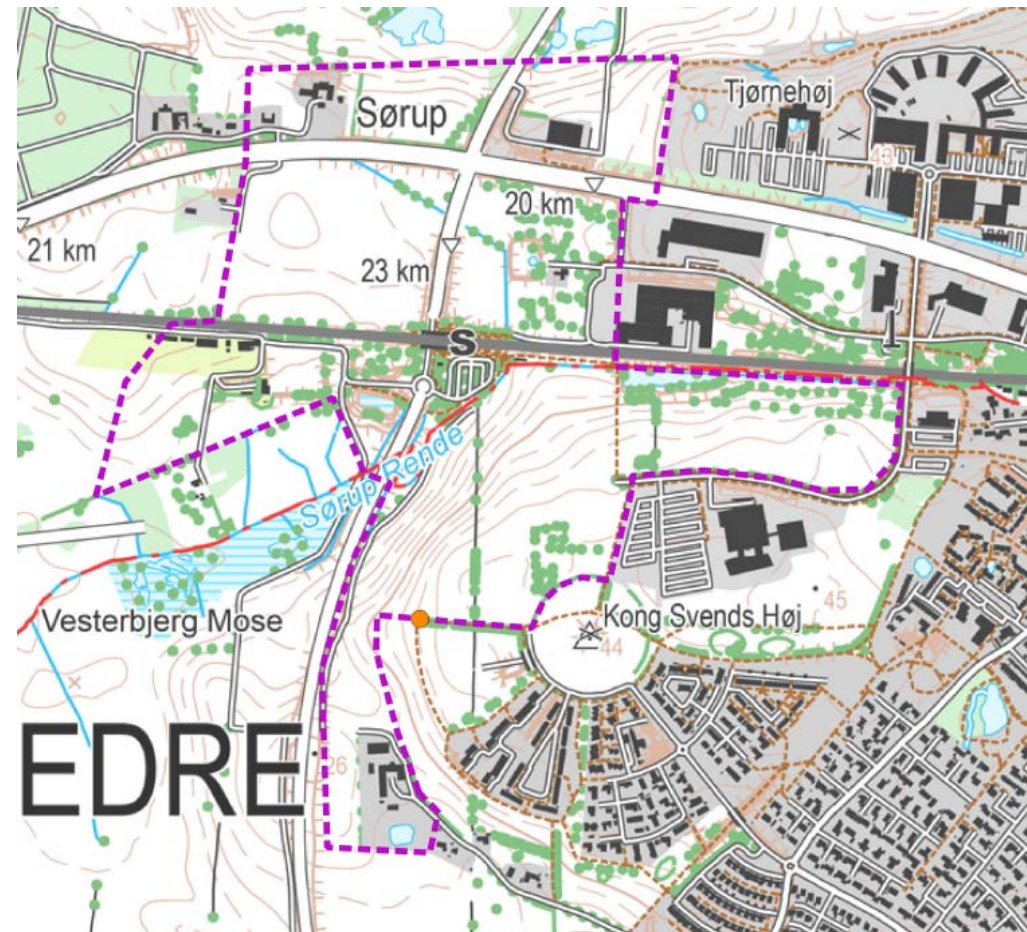 Tjørnehøj
Sørup
43
20 km
21 km
23 km
S
Sørup Rende
Vesterbjerg Mose
Kong Svends Høj
45
44
EDRE
26